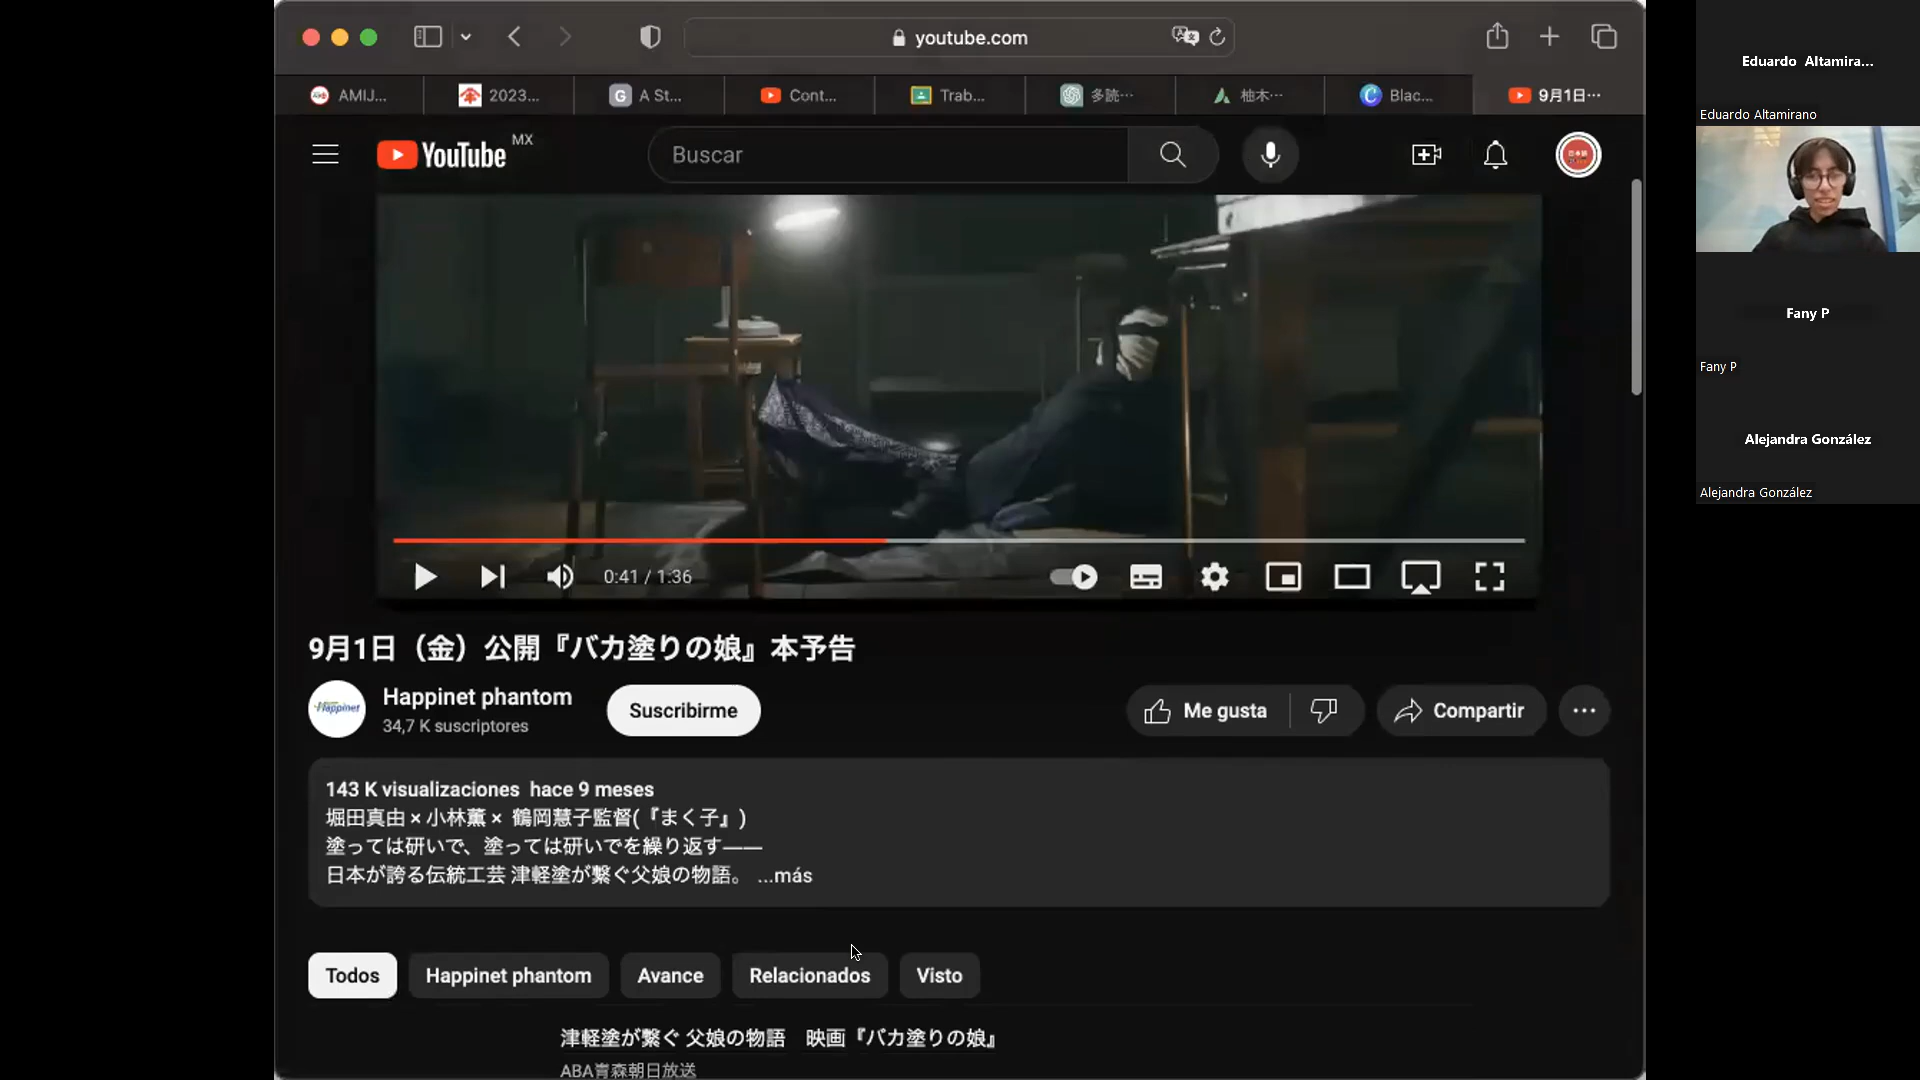 youtube.com
AMIJ...
2023...
A St...
Cont...
Trab...
多読…
柚木…
Blac...
9月1日…
YouTube MX
Buscar
0:41 / 1:36
9月1日（金）公開『バカ塗りの娘』本予告
Happinet
Happinet phantom
34,7 K suscriptores
Suscribirme
Me gusta
Compartir
143 K visualizaciones hace 9 meses
堀田真由 × 小林薫 × 鶴岡慧子監督(『まく子』)
塗っては研いで、塗っては研いでを繰り返す——
日本が誇る伝統工芸 津軽塗が繋ぐ父娘の物語。 ...más
Todos
Happinet phantom
Avance
Relacionados
Visto
津軽塗が繋ぐ 父娘の物語　映画『バカ塗りの娘』
ABA青森朝日放送
Eduardo Altamira...
Eduardo Altamirano
Fany P
Fany P
Alejandra González
Alejandra González